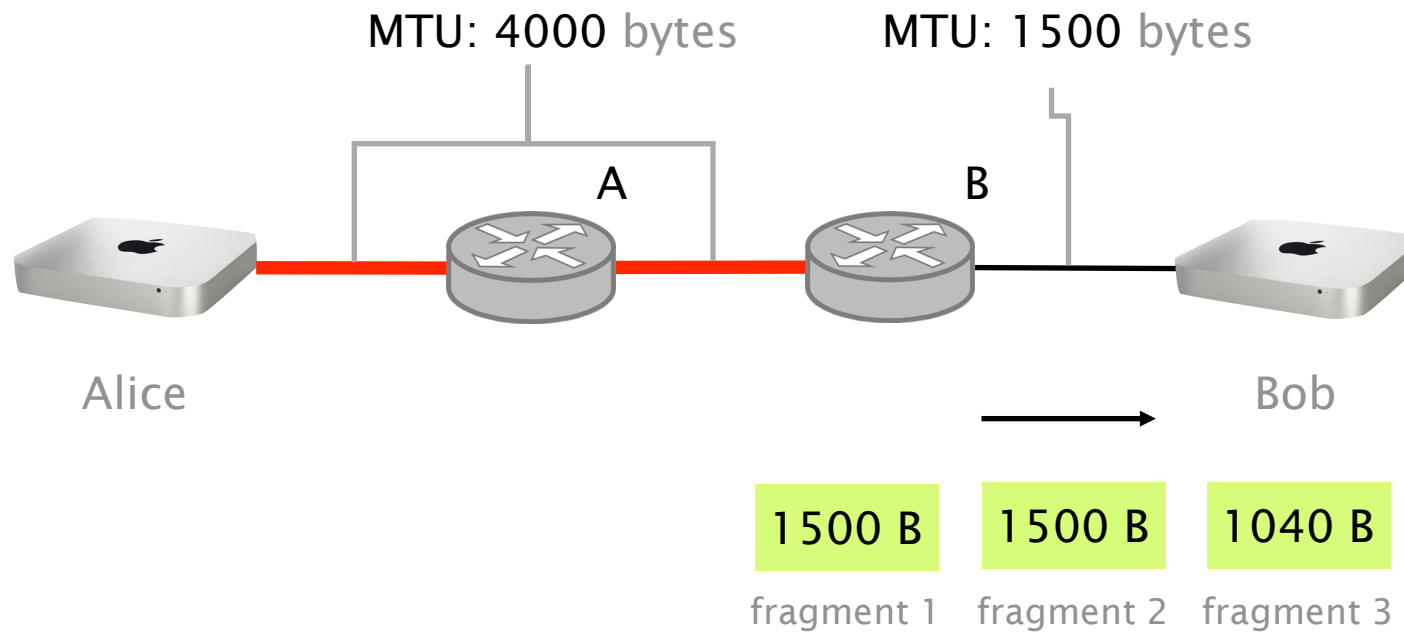 MTU: 4000 bytes
MTU: 1500 bytes
A
B
Alice
Bob
1500 B
1500 B
1040 B
fragment 1
fragment 2
fragment 3